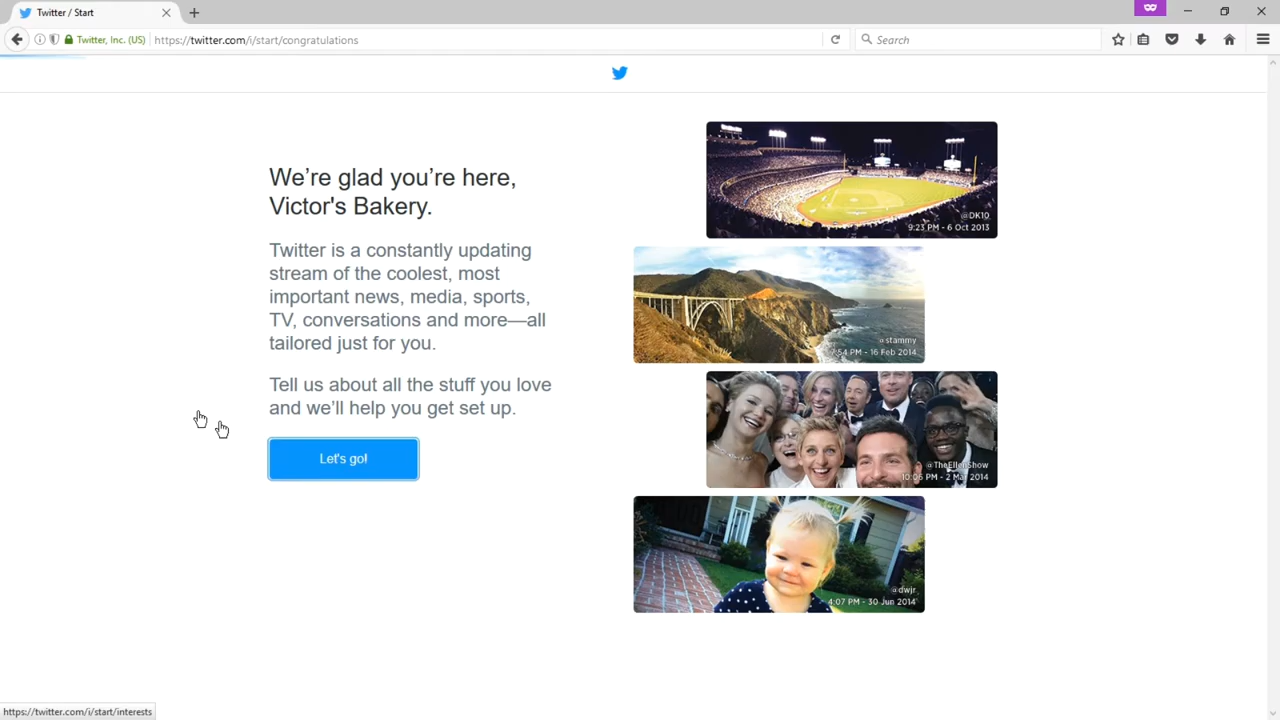 Twitter / Start
Twitter, Inc. (US)
https://twitter.com/i/start/congratulations
Search
We’re glad you’re here,
Victor's Bakery.
Twitter is a constantly updating
stream of the coolest, most
important news, media, sports,
TV, conversations and more—all
tailored just for you.
Tell us about all the stuff you love
and we’ll help you get set up.
Let's go!
@DK10
9:23 PM - 6 Oct 2013
@stammy
7:54 PM - 16 Feb 2014
@TheEllenShow
10:06 PM - 2 Mar 2014
@dwjr
4:07 PM - 30 Jun 2014
https://twitter.com/i/start/interests